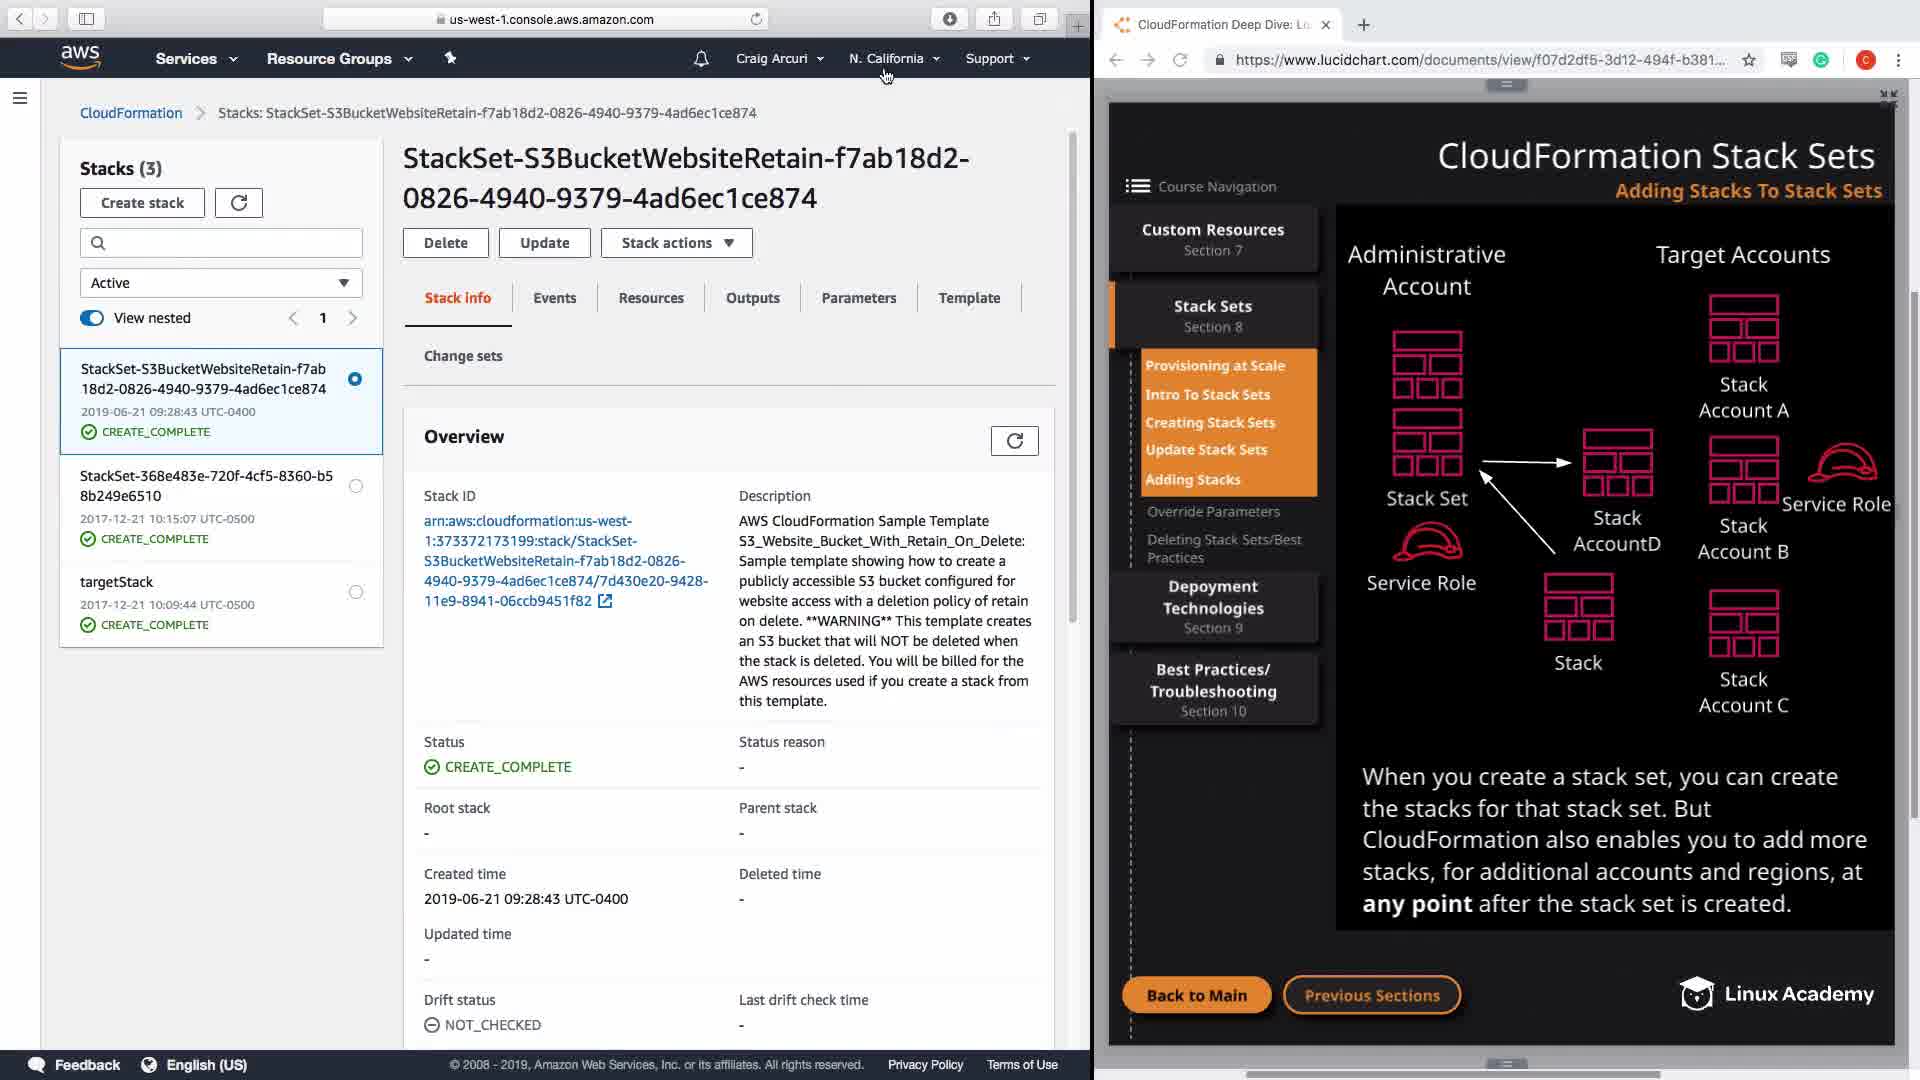 us-west-1.console.aws.amazon.com
aws
Services
Resource Groups
Craig Arcuri
N. California
Support
CloudFormation
Stacks: StackSet-S3BucketWebsiteRetain-f7ab18d2-0826-4940-9379-4ad6ec1ce874
Stacks (3)
Create stack
Active
View nested
1
StackSet-S3BucketWebsiteRetain-f7ab
18d2-0826-4940-9379-4ad6ec1ce874
2019-06-21 09:28:43 UTC-0400
CREATE_COMPLETE
StackSet-368e483e-720f-4cf5-8360-b5
8b249e6510
2017-12-21 10:15:07 UTC-0500
CREATE_COMPLETE
targetStack
2017-12-21 10:09:44 UTC-0500
CREATE_COMPLETE
StackSet-S3BucketWebsiteRetain-f7ab18d2-
0826-4940-9379-4ad6ec1ce874
Delete
Update
Stack actions
Stack info
Events
Resources
Outputs
Parameters
Template
Change sets
Overview
Stack ID
arn:aws:cloudformation:us-west-
1:373372173199:stack/StackSet-
S3BucketWebsiteRetain-f7ab18d2-0826-
4940-9379-4ad6ec1ce874/7d430e20-9428-
11e9-8941-06ccb9451f82
Description
AWS CloudFormation Sample Template
S3_Website_Bucket_With_Retain_On_Delete:
Sample template showing how to create a
publicly accessible S3 bucket configured for
website access with a deletion policy of retain
on delete. **WARNING** This template creates
an S3 bucket that will NOT be deleted when
the stack is deleted. You will be billed for the
AWS resources used if you create a stack from
this template.
Status
CREATE_COMPLETE
Status reason
-
Root stack
-
Parent stack
-
Created time
2019-06-21 09:28:43 UTC-0400
Deleted time
-
Updated time
-
Drift status
NOT_CHECKED
Last drift check time
-
Feedback
English (US)
© 2008 - 2019, Amazon Web Services, Inc. or its affiliates. All rights reserved.
Privacy Policy
Terms of Use
CloudFormation Deep Dive: Lu
https://www.lucidchart.com/documents/view/f07d2df5-3d12-494f-b381...
C
CloudFormation Stack Sets
Adding Stacks To Stack Sets
Course Navigation
Custom Resources
Section 7
Stack Sets
Section 8
Provisioning at Scale
Intro To Stack Sets
Creating Stack Sets
Update Stack Sets
Adding Stacks
Override Parameters
Deleting Stack Sets/Best
Practices
Depoyment
Technologies
Section 9
Best Practices/
Troubleshooting
Section 10
Administrative
Account
Target Accounts
Stack Set
Service Role
Stack
AccountD
Stack
Stack
Account A
Stack
Account B
Service Role
Stack
Account C
When you create a stack set, you can create
the stacks for that stack set. But
CloudFormation also enables you to add more
stacks, for additional accounts and regions, at
any point after the stack set is created.
Back to Main
Previous Sections
Linux Academy